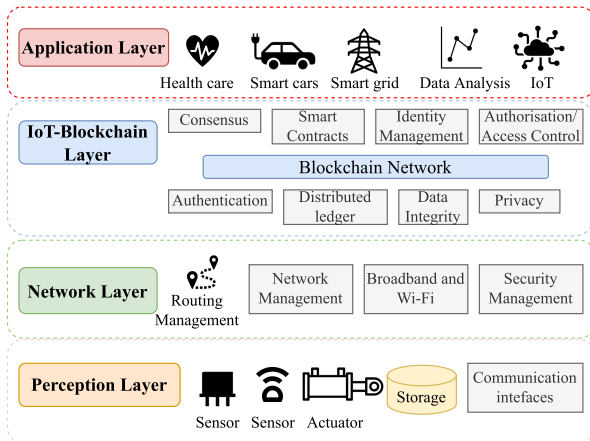 Application Layer
Health care
Smart cars
Smart grid
Data Analysis
IoT
IoT-Blockchain
Layer
Consensus
Smart
Contracts
Identity
Management
Authorisation/
Access Control
Blockchain Network
Authentication
Distributed
ledger
Data
Integrity
Privacy
Network Layer
Routing
Management
Network
Management
Broadband and
Wi-Fi
Security
Management
Perception Layer
Sensor
Sensor
Actuator
Storage
Communication
intefaces